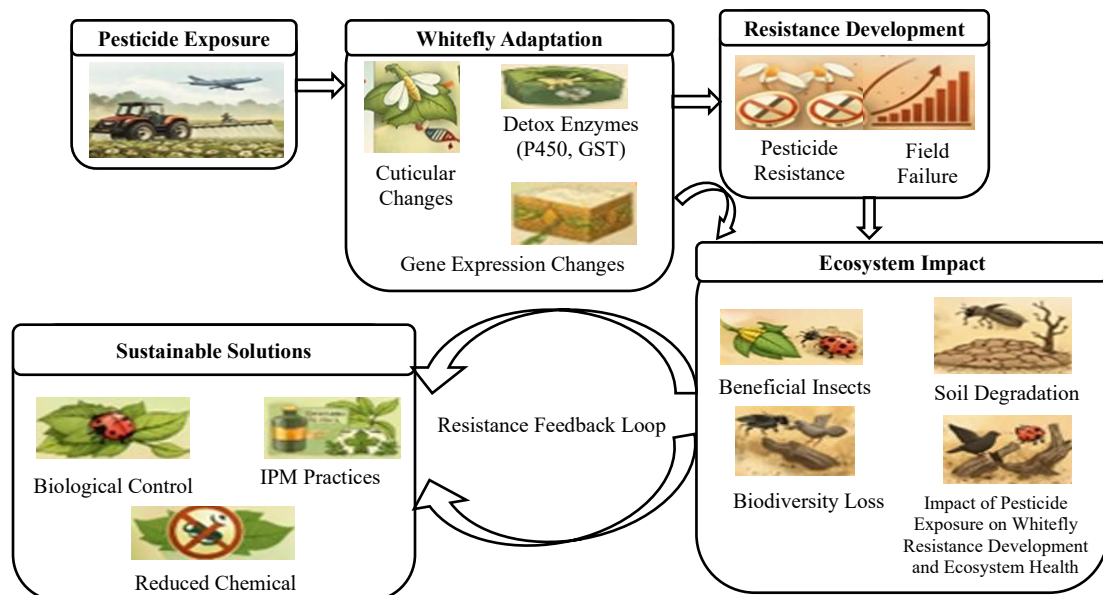 Pesticide Exposure
Whitefly Adaptation
Cuticular
Changes
Detox Enzymes
(P450, GST)
Gene Expression Changes
Resistance Development
Pesticide
Resistance
Field
Failure
Ecosystem Impact
Beneficial Insects
Soil Degradation
Biodiversity Loss
Impact of Pesticide
Exposure on Whitefly
Resistance Development
and Ecosystem Health
Resistance Feedback Loop
Sustainable Solutions
Biological Control
IPM Practices
Reduced Chemical